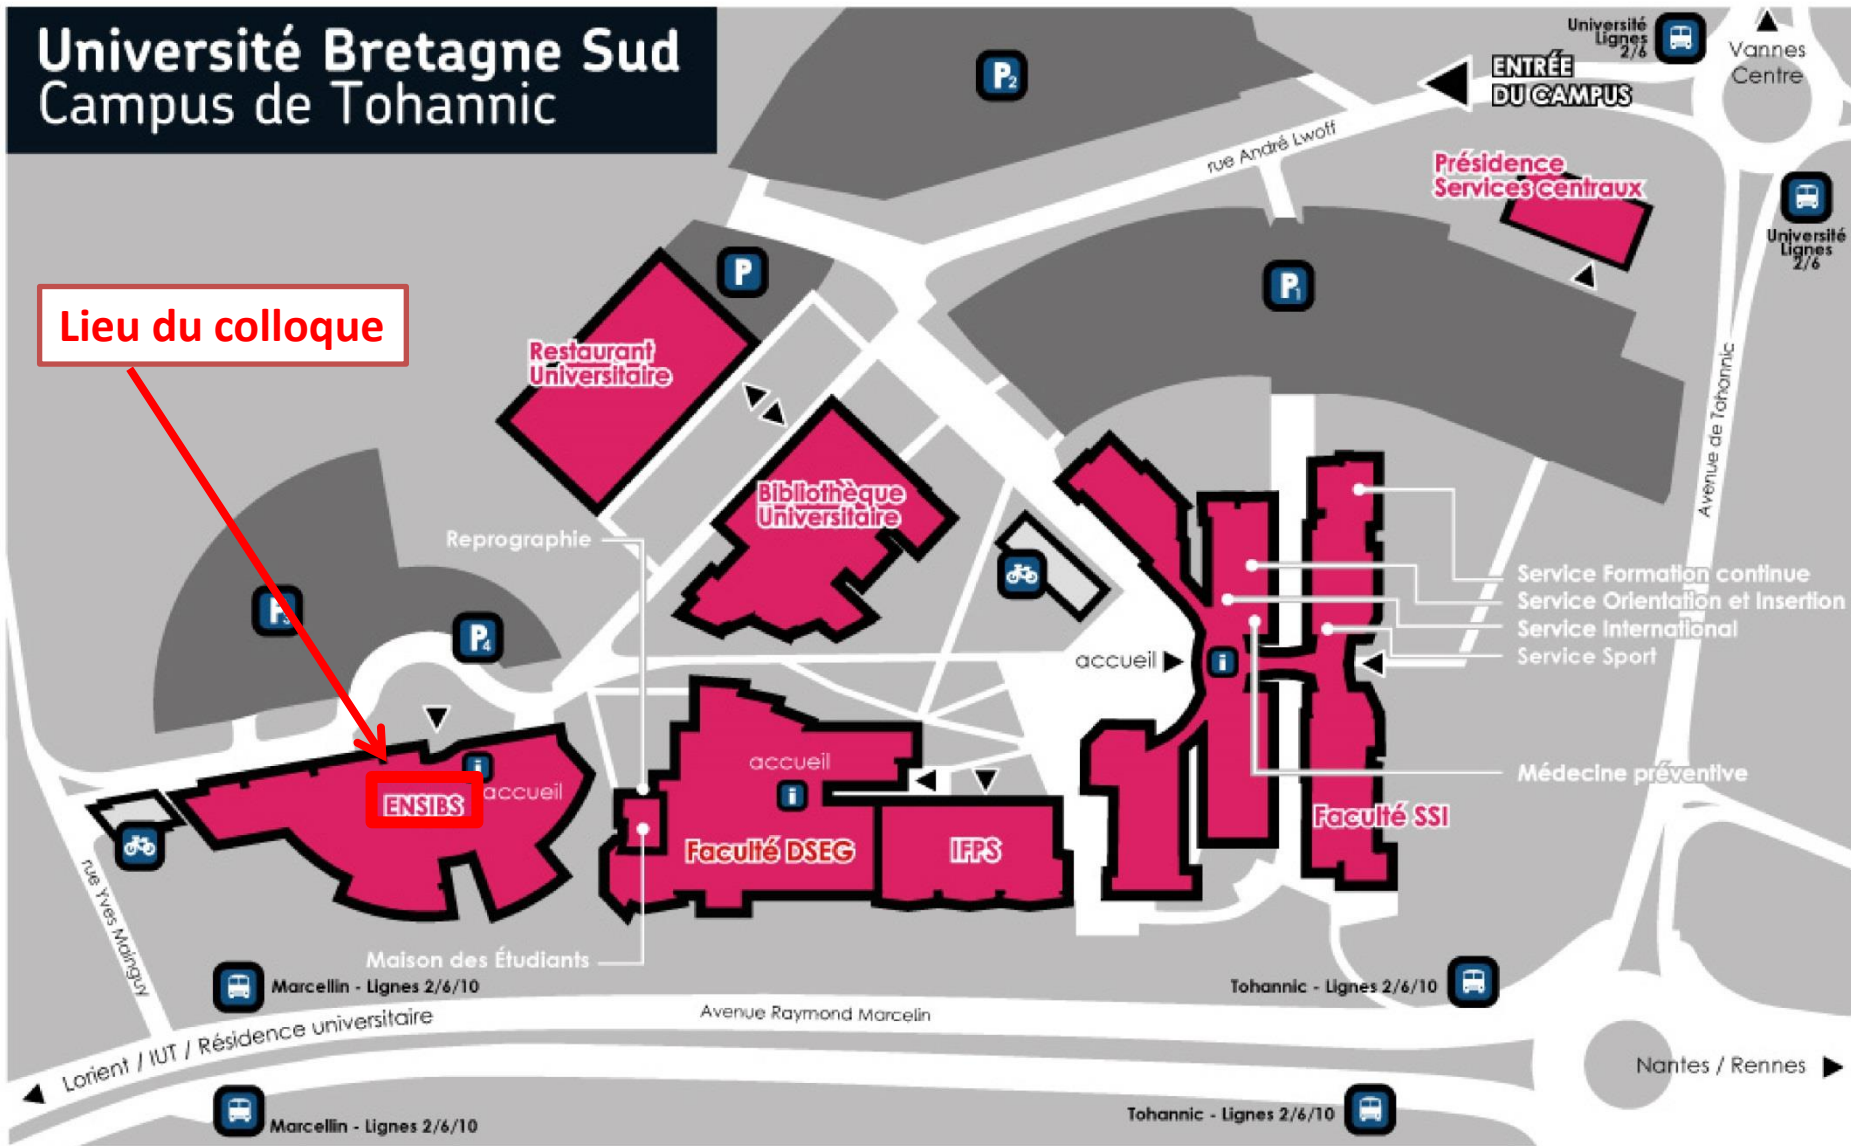 Université Bretagne Sud
Campus de Tohannic
Université
Lignes
2/6
Vannes
Centre
ENTRÉE
DU CAMPUS
P2
rue André Lwoff
Présidence
Services centraux
Université
Lignes
2/6
P
P1
Lieu du colloque
Restaurant
Universitaire
Avenue de Tohannic
Bibliothèque
Universitaire
Reprographie
Service Formation continue
Service Orientation et Insertion
Service International
Service Sport
P3
P4
accueil
i
Médecine préventive
i
accueil
ENSIBS
accueil
i
Faculté SSI
Faculté DSEG
IFPS
rue Yves Mainguy
Maison des Étudiants
Marcellin - Lignes 2/6/10
Tohannic - Lignes 2/6/10
Avenue Raymond Marcelin
Lorient / IUT / Résidence universitaire
Nantes / Rennes
Marcellin - Lignes 2/6/10
Tohannic - Lignes 2/6/10